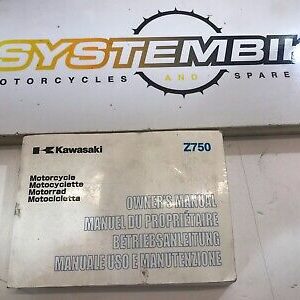 SYSTEMBIK
MOTORCYCLES AND SPARE
Kawasaki Z750
Motorcycle
Motocyclette
Motorrad
Motocicletta
OWNER'S MANUAL
MANUEL DU PROPRIÉTAIRE
BETRIEBSANLEITUNG
MANUALE USO E MANUTENZIONE